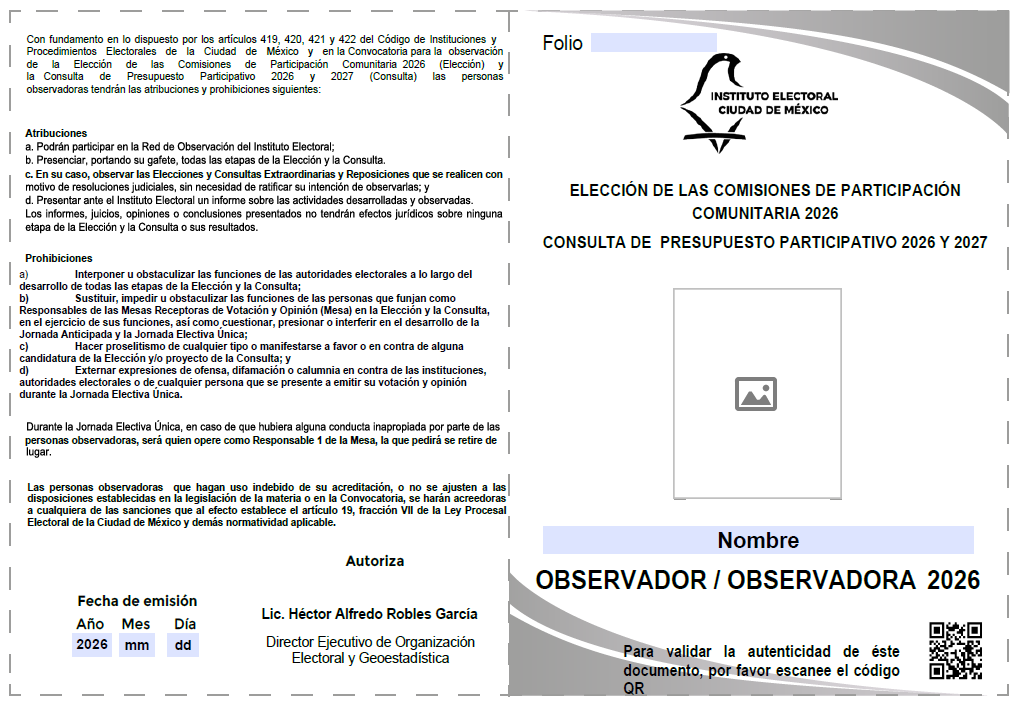 Con fundamento en lo dispuesto por los artículos 419, 420, 421 y 422 del Código de Instituciones y
Procedimientos Electorales de la Ciudad de México y en la Convocatoria para la observación
de la Elección de las Comisiones de Participación Comunitaria 2026 (Elección) y
la Consulta de Presupuesto Participativo 2026 y 2027 (Consulta) las personas
observadoras tendrán las atribuciones y prohibiciones siguientes:
Atribuciones
a. Podrán participar en la Red de Observación del Instituto Electoral;
b. Presenciar, portando su gafete, todas las etapas de la Elección y la Consulta.
c. En su caso, observar las Elecciones y Consultas Extraordinarias y Reposiciones que se realicen con
motivo de resoluciones judiciales, sin necesidad de ratificar su intención de observarlas; y
d. Presentar ante el Instituto Electoral un informe sobre las actividades desarrolladas y observadas.
Los informes, juicios, opiniones o conclusiones presentados no tendrán efectos jurídicos sobre ninguna
etapa de la Elección y la Consulta o sus resultados.
Prohibiciones
a) Interponer u obstaculizar las funciones de las autoridades electorales a lo largo del
desarrollo de todas las etapas de la Elección y la Consulta;
b) Sustituir, impedir u obstaculizar las funciones de las personas que funjan como
Responsables de las Mesas Receptoras de Votación y Opinión (Mesa) en la Elección y la Consulta,
en el ejercicio de sus funciones, así como cuestionar, presionar o interferir en el desarrollo de la
Jornada Anticipada y la Jornada Electiva Única;
c) Hacer proselitismo de cualquier tipo o manifestarse a favor o en contra de alguna
candidatura de la Elección y/o proyecto de la Consulta; y
d) Externar expresiones de ofensa, difamación o calumnia en contra de las instituciones,
autoridades electorales o de cualquier persona que se presente a emitir su votación y opinión
durante la Jornada Electiva Única.
Durante la Jornada Electiva Única, en caso de que hubiera alguna conducta inapropiada por parte de las
personas observadoras, será quien opere como Responsable 1 de la Mesa, la que pedirá se retire de
lugar.
Las personas observadoras que hagan uso indebido de su acreditación, o no se ajusten a las
disposiciones establecidas en la legislación de la materia o en la Convocatoria, se harán acreedoras
a cualquiera de las sanciones que al efecto establece el artículo 19, fracción VII de la Ley Procesal
Electoral de la Ciudad de México y demás normatividad aplicable.
Autoriza
Fecha de emisión
Año Mes Día
2026 mm dd
Lic. Héctor Alfredo Robles García
Director Ejecutivo de Organización
Electoral y Geoestadística
Folio
INSTITUTO ELECTORAL
CIUDAD DE MÉXICO
ELECCIÓN DE LAS COMISIONES DE PARTICIPACIÓN
COMUNITARIA 2026
CONSULTA DE PRESUPUESTO PARTICIPATIVO 2026 Y 2027
Nombre
OBSERVADOR / OBSERVADORA 2026
Para validar la autenticidad de éste
documento, por favor escanee el código
QR